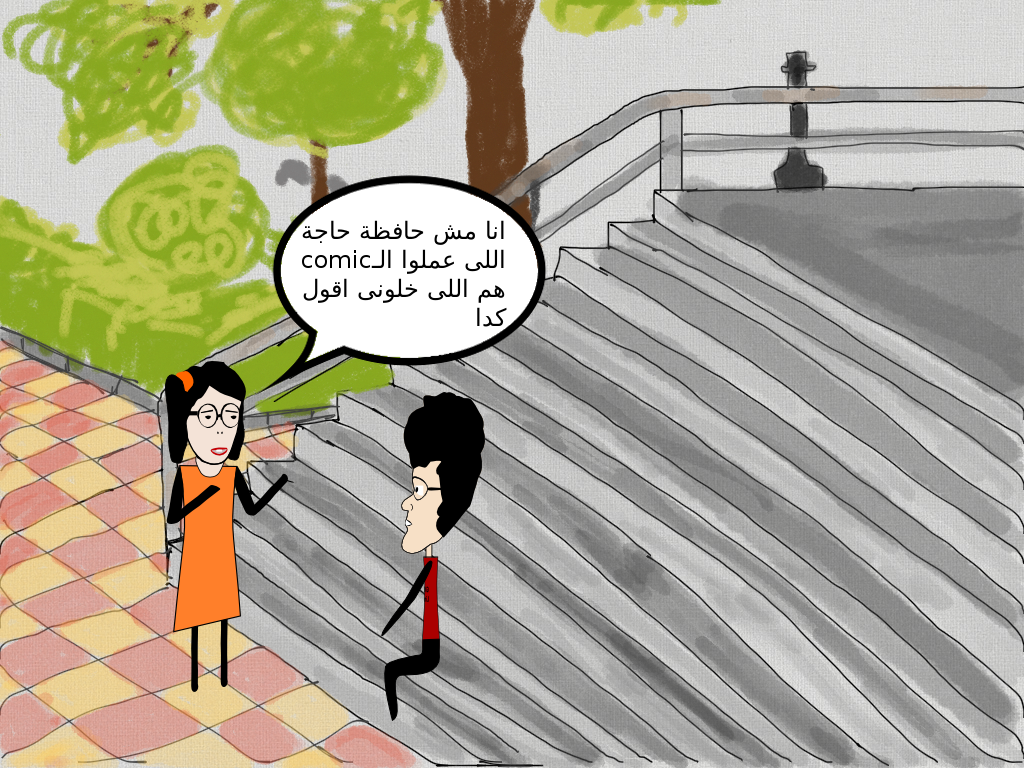 انا مش حافظة حاجة
اللى عملوا الـcomic
هم اللى خلونى اقول
كدا